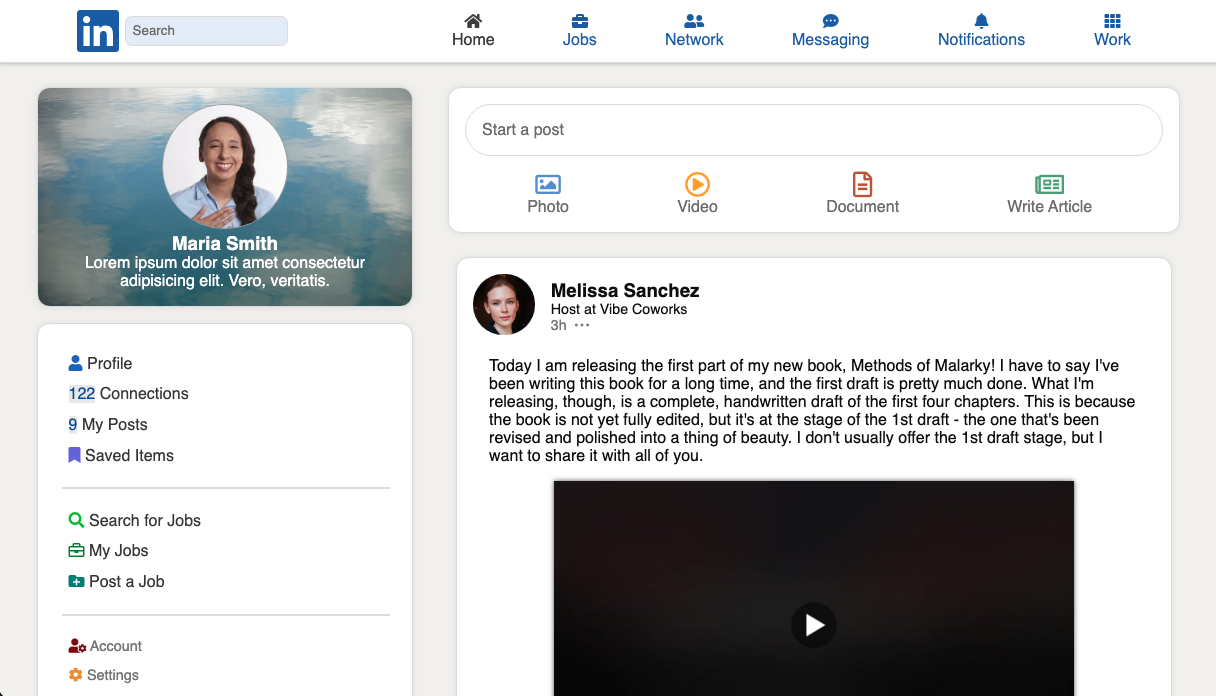 in
Search
Home
Jobs
Network
Messaging
Notifications
Work
Maria Smith
Lorem ipsum dolor sit amet consectetur
adipisicing elit. Vero, veritatis.
Profile
122 Connections
9 My Posts
Saved Items
Search for Jobs
My Jobs
Post a Job
Account
Settings
Start a post
Photo
Video
Document
Write Article
Melissa Sanchez
Host at Vibe Coworks
3h ···
Today I am releasing the first part of my new book, Methods of Malarky! I have to say I've
been writing this book for a long time, and the first draft is pretty much done. What I'm
releasing, though, is a complete, handwritten draft of the first four chapters. This is because
the book is not yet fully edited, but it's at the stage of the 1st draft - the one that's been
revised and polished into a thing of beauty. I don't usually offer the 1st draft stage, but I
want to share it with all of you.